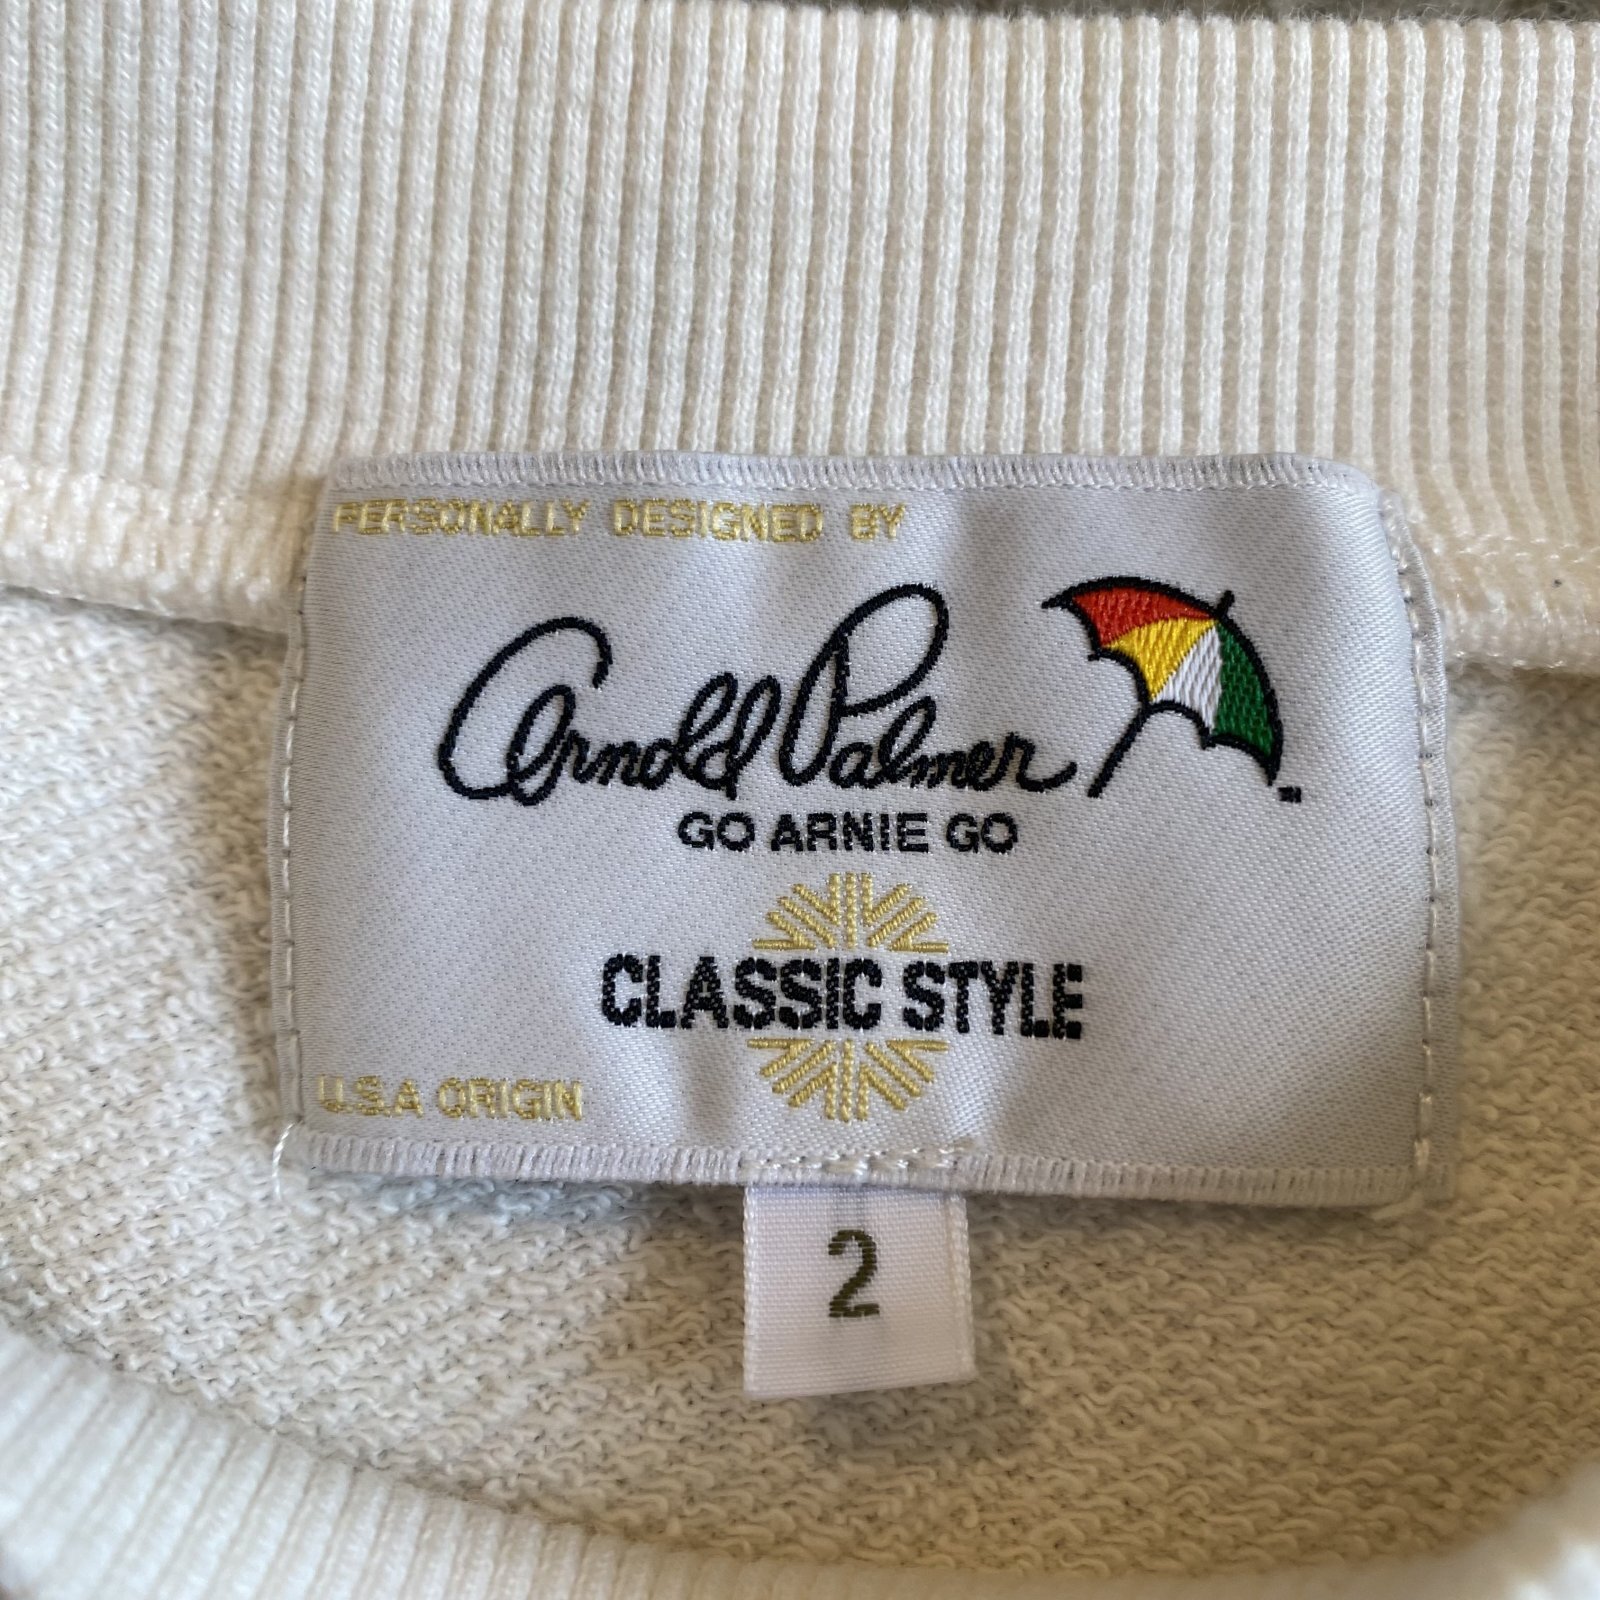 PERSONALLY DESIGNED BY
Arnold Palmer
GO ARNIE GO
CLASSIC STYLE
U.S.A ORIGIN
2